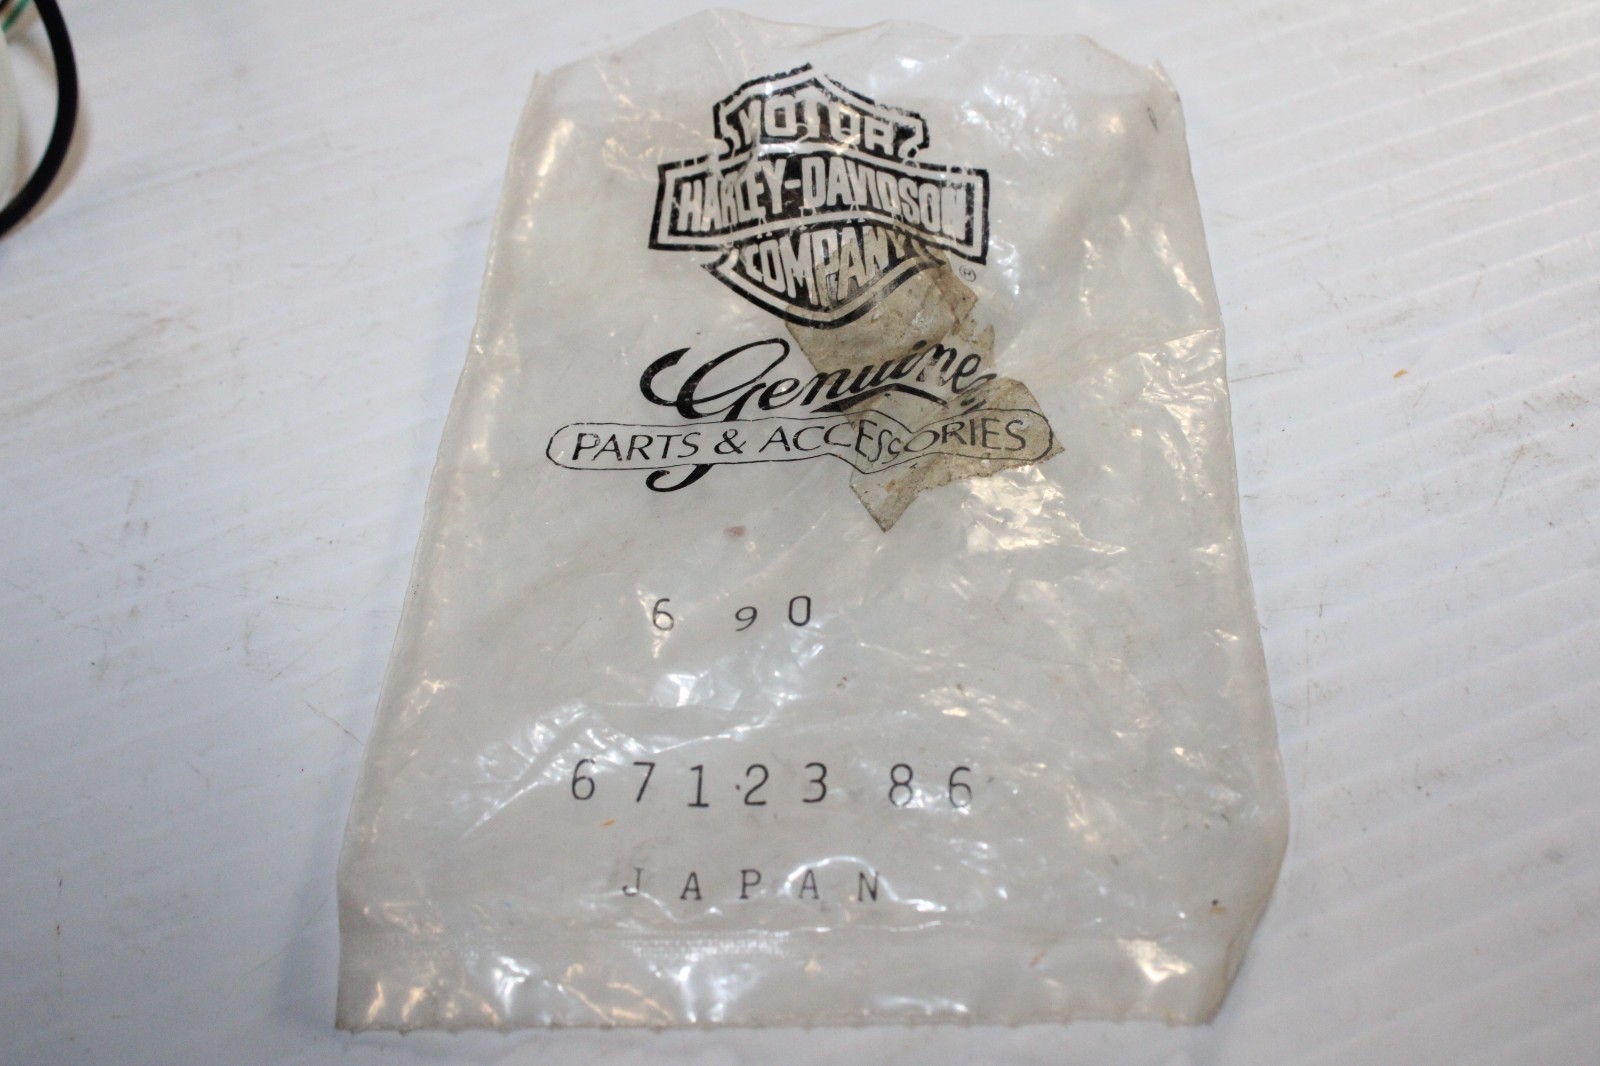 MOTOR
HARLEY-DAVIDSON
COMPANY
®
Genuine
PARTS & ACCESSORIES
6 90
67123 86
JAPAN